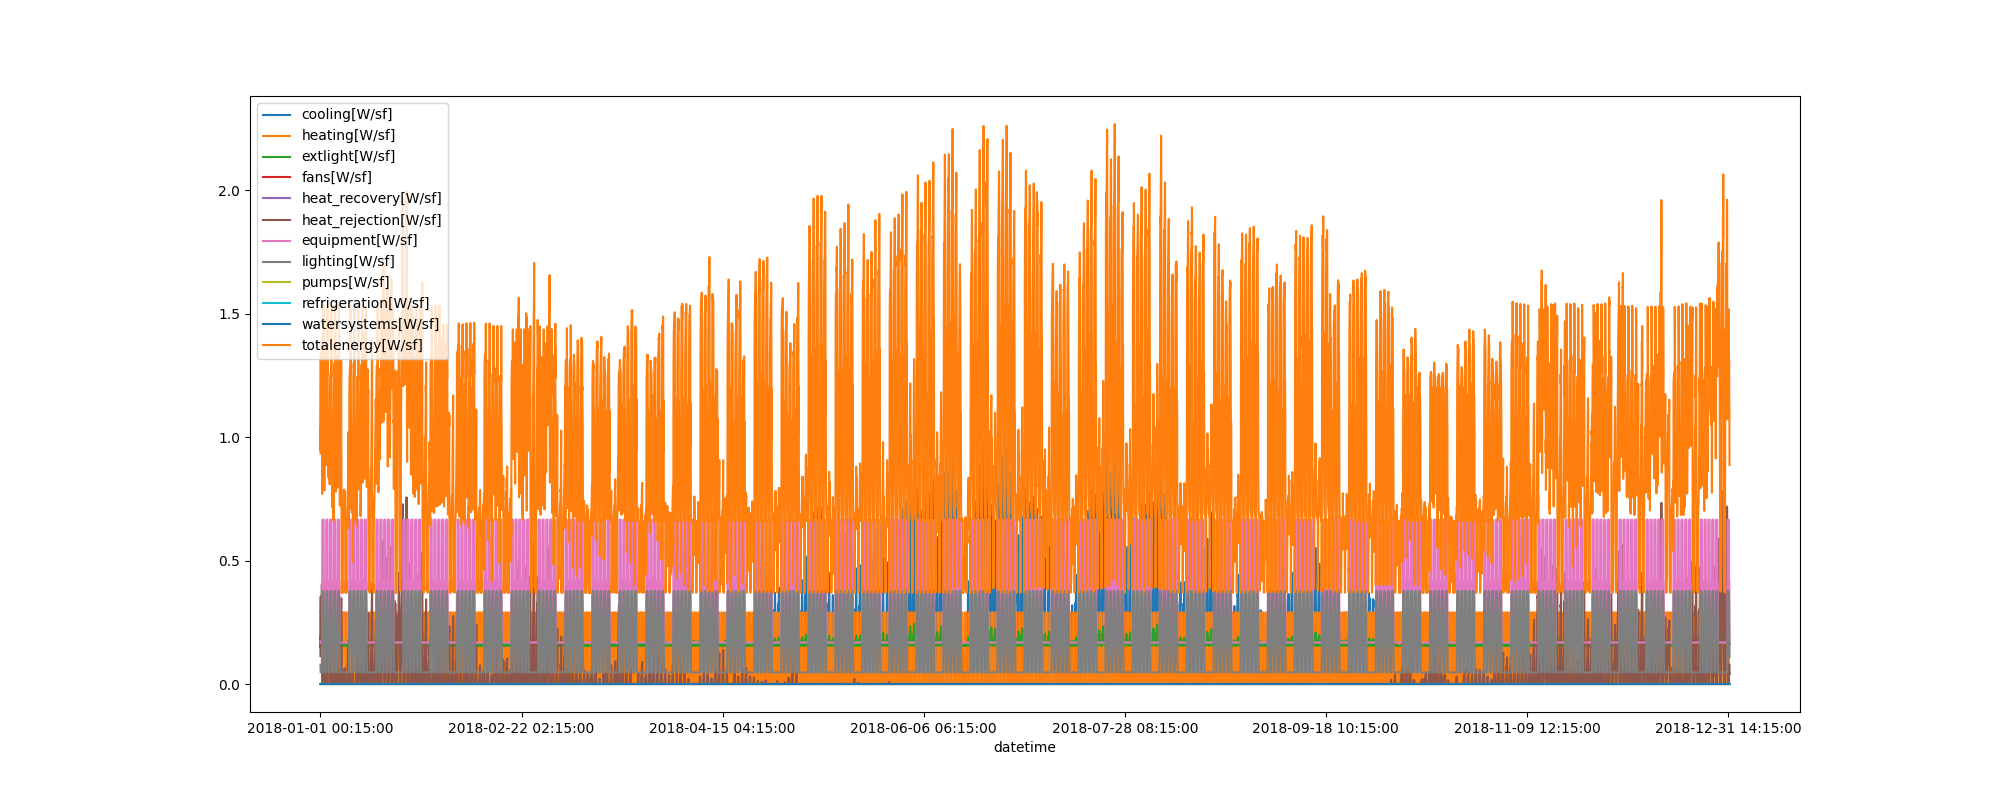 cooling[W/sf]
heating[W/sf]
extlight[W/sf]
fans[W/sf]
heat_recovery[W/sf]
heat_rejection[W/sf]
equipment[W/sf]
lighting[W/sf]
pumps[W/sf]
refrigeration[W/sf]
watersystems[W/sf]
totalenergy[W/sf]
2.0
1.5
1.0
0.5
0.0
2018-01-01 00:15:00 2018-02-22 02:15:00 2018-04-15 04:15:00 2018-06-06 06:15:00 2018-07-28 08:15:00 2018-09-18 10:15:00 2018-11-09 12:15:00 2018-12-31 14:15:00
datetime